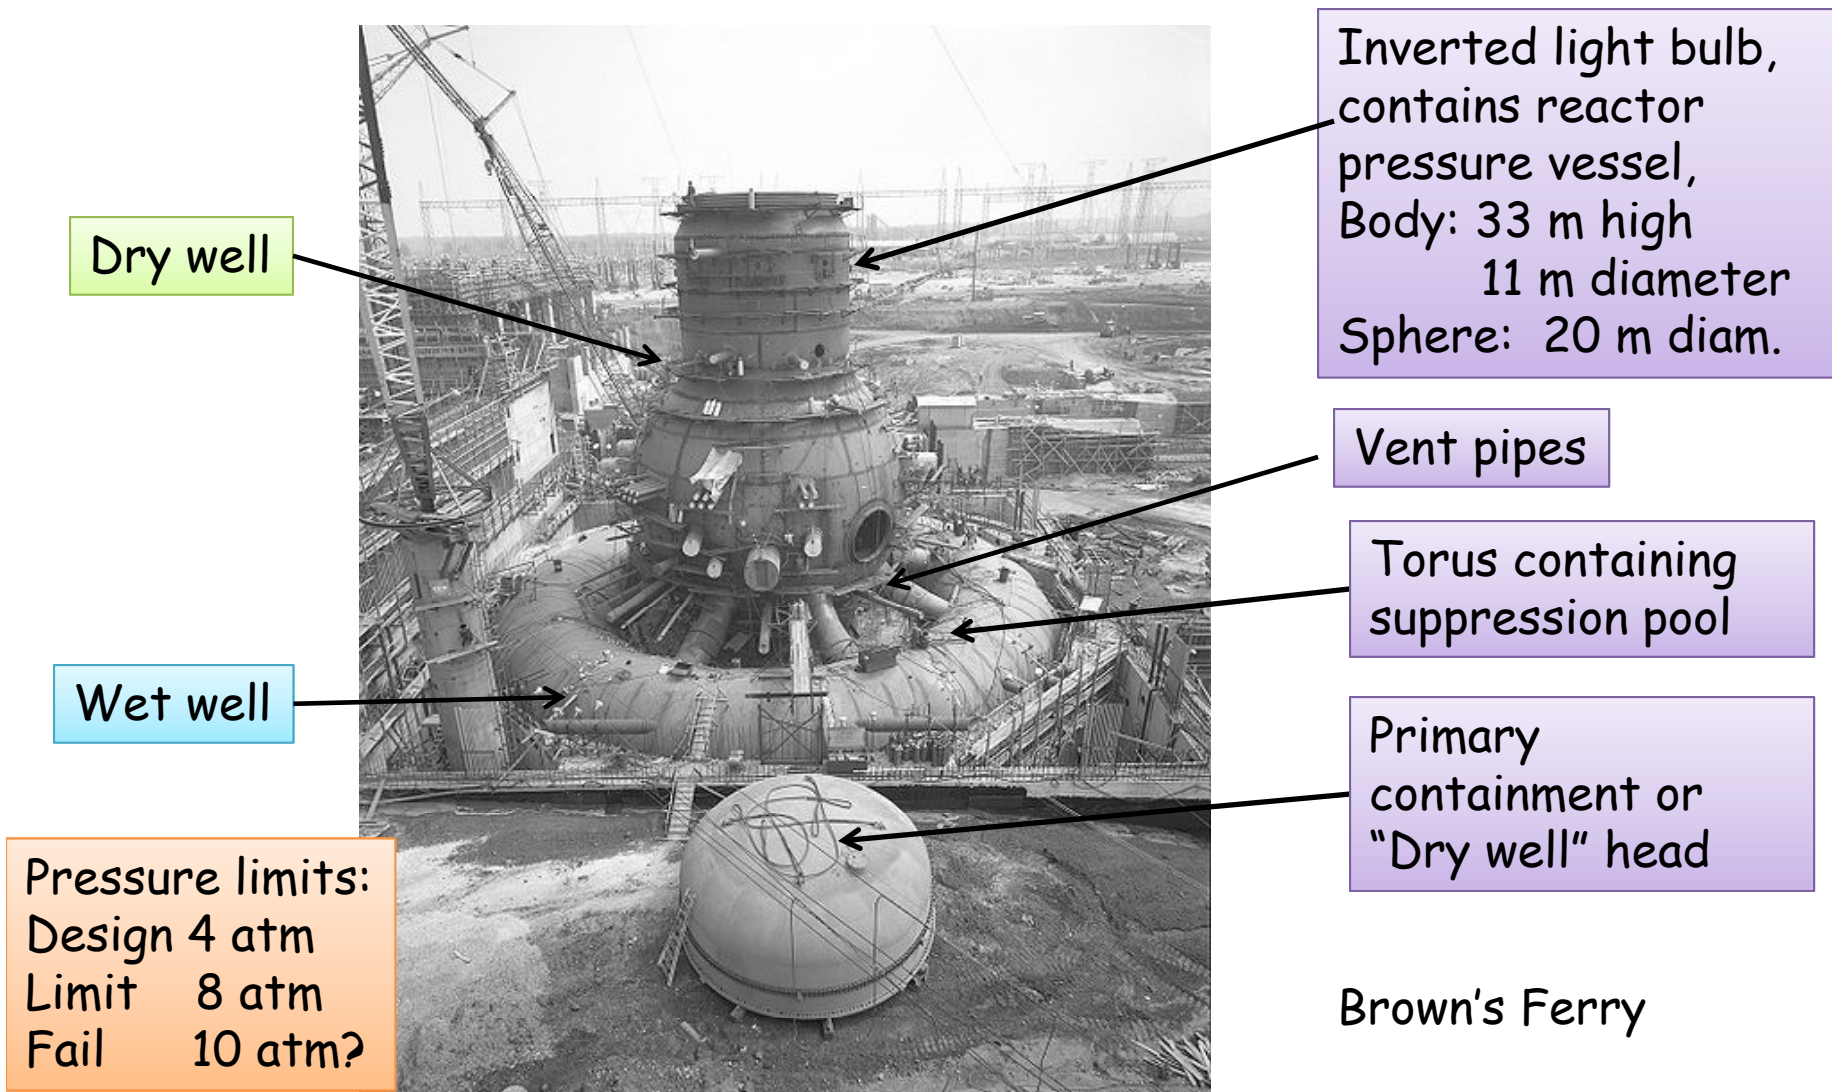 Dry well
Wet well
Pressure limits:
Design 4 atm
Limit 8 atm
Fail 10 atm?
Inverted light bulb,
contains reactor
pressure vessel,
Body: 33 m high
11 m diameter
Sphere: 20 m diam.
Vent pipes
Torus containing
suppression pool
Primary
containment or
“Dry well” head
Brown’s Ferry